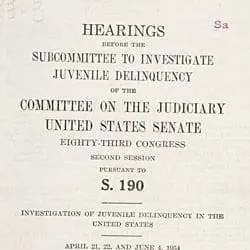 Sa
HEARINGS
BEFORE THE
SUBCOMMITTEE TO INVESTIGATE
JUVENILE DELINQUENCY
OF THE
COMMITTEE ON THE JUDICIARY
UNITED STATES SENATE
EIGHTY-THIRD CONGRESS
SECOND SESSION
PURSUANT TO
S. 190
INVESTIGATION OF JUVENILE DELINQUENCY IN THE
UNITED STATES
APRIL 21, 22, AND JUNE 4, 1954